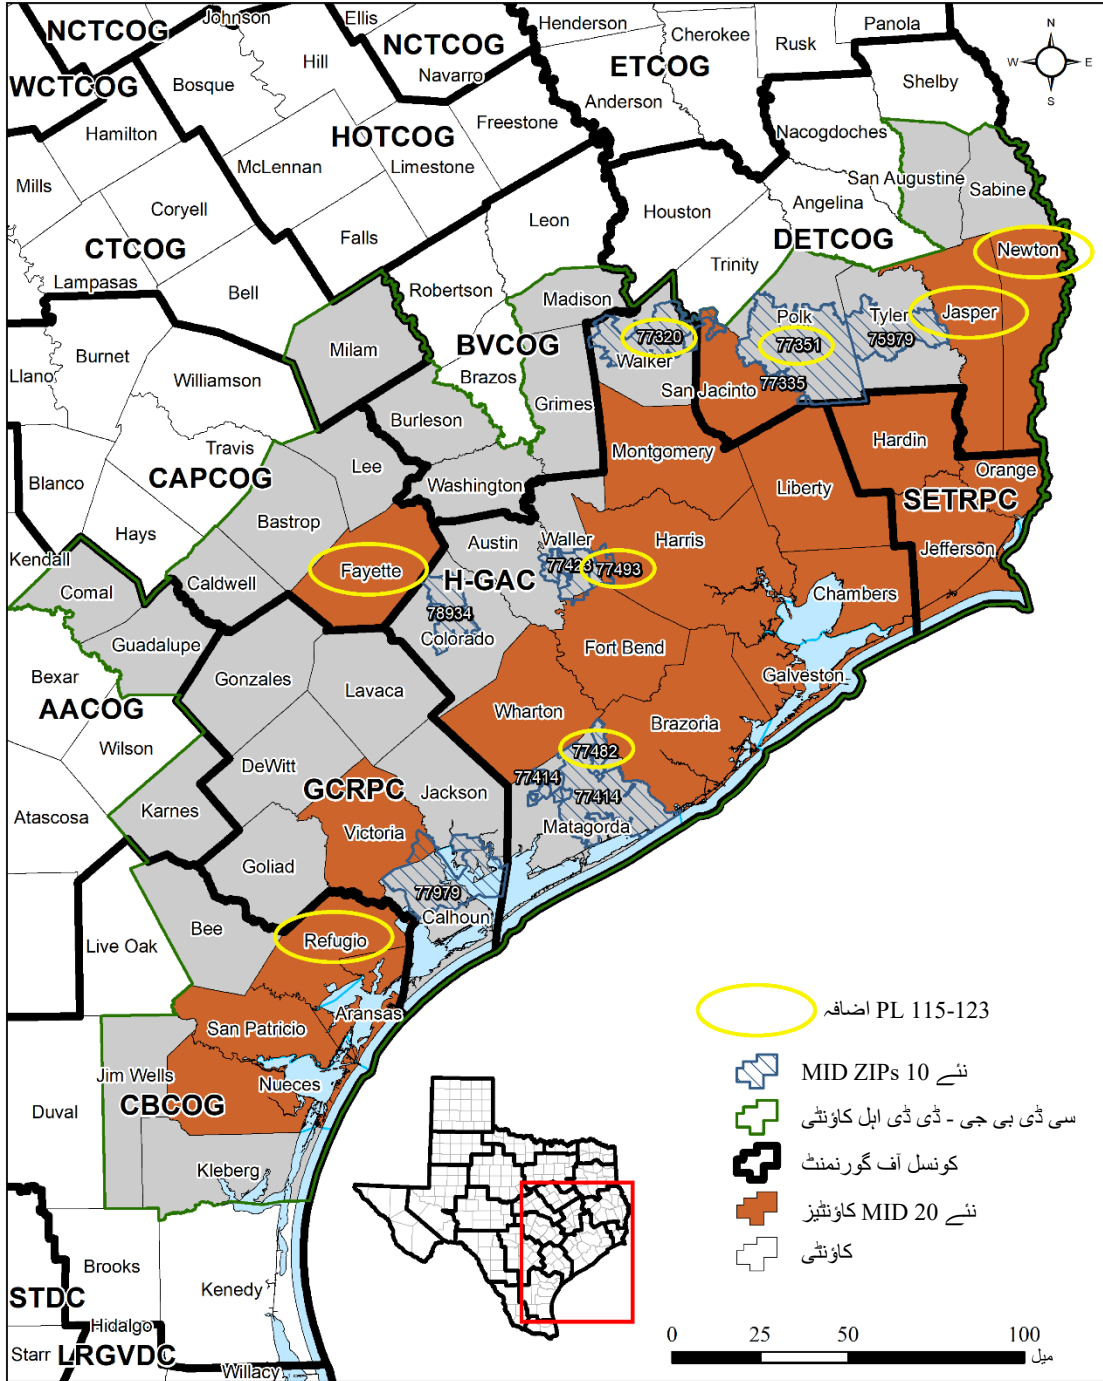 Johnson
Ellis
NCTCOG
NCTCOG
Henderson
Cherokee
Panola
Rusk
Hill
Navarro
ETCOG
Shelby
WCTCOG
Bosque
Anderson
Hamilton
HOTCOG
Freestone
Nacogdoches
McLennan
Limestone
San Augustine
Sabine
Mills
Coryell
Leon
Houston
Angelina
CTCOG
Falls
DETCOG
Newton
Lampasas
Bell
Robertson
Trinity
Madison
Polk
Tyler
Jasper
77320
77351
75979
Burnet
Milam
BVCOG
Walker
Llano
Williamson
Brazos
San Jacinto
77335
Grimes
Burleson
Travis
Montgomery
Hardin
Blanco
CAPCOG
Lee
Washington
Liberty
Orange
SETRPC
Bastrop
Hays
Austin
Waller
Harris
Jefferson
Kendall
Fayette
H-GAC
77423
77493
Comal
Caldwell
78934
Chambers
Colorado
Guadalupe
Fort Bend
Bexar
Gonzales
Lavaca
Galveston
AACOG
Wharton
Brazoria
Wilson
DeWitt
77482
GCRPC
Jackson
77414
77414
Karnes
Atascosa
Victoria
Matagorda
Goliad
77979
Calhoun
Bee
Live Oak
Refugio
Aransas
San Patricio
Jim Wells
Nueces
Duval
CBCOG
Kleberg
Brooks
Kenedy
STDC
Hidalgo
Starr
LRGVDC
Willacy
N
W E
S
PL 115-123 اضافہ
نئے 10 MID ZIPs
سی ڈی بی جی - ڈی ڈی اہل کاؤنٹی
کونسل آف گورنمنٹ
نئے 20 MID کاؤنٹیز
کاؤنٹی
0 25 50 100
میل